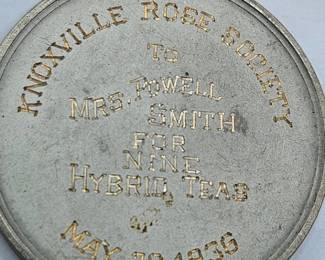 KNOXVILLE ROSE SOCIETY
TO
MRS. POWELL
SMITH
FOR
NINE
HYBRID TEAS
MAY 1936